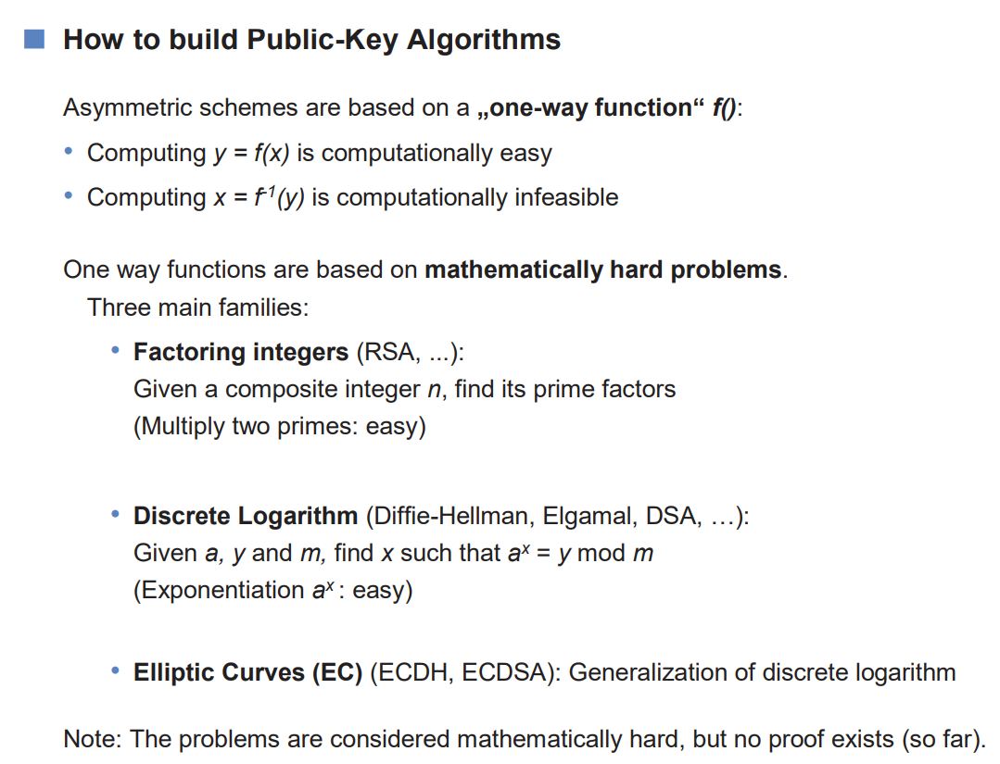 How to build Public-Key Algorithms
Asymmetric schemes are based on a „one-way function“ f():
• Computing y = f(x) is computationally easy
• Computing x = f⁻¹(y) is computationally infeasible
One way functions are based on mathematically hard problems.
Three main families:
• Factoring integers (RSA, ...):
Given a composite integer n, find its prime factors
(Multiply two primes: easy)
• Discrete Logarithm (Diffie-Hellman, Elgamal, DSA, …):
Given a, y and m, find x such that aˣ = y mod m
(Exponentiation aˣ : easy)
• Elliptic Curves (EC) (ECDH, ECDSA): Generalization of discrete logarithm
Note: The problems are considered mathematically hard, but no proof exists (so far).